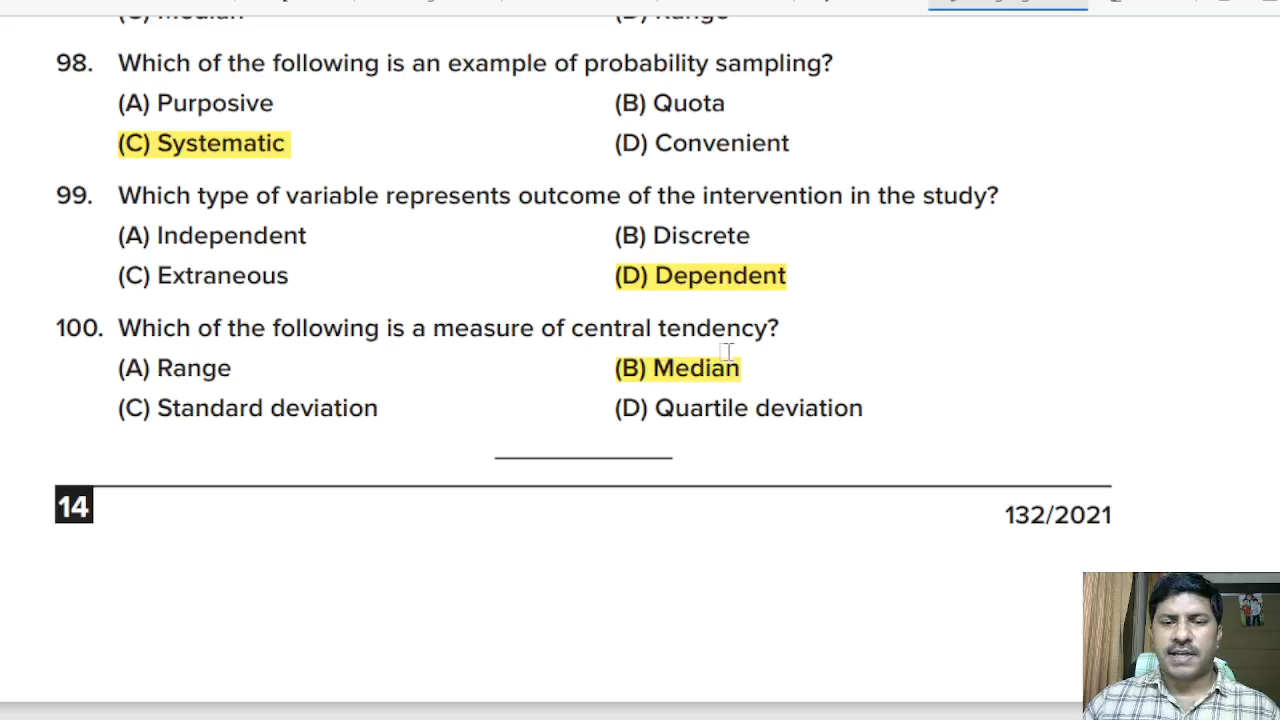 98. Which of the following is an example of probability sampling?
(A) Purposive (B) Quota
(C) Systematic (D) Convenient
99. Which type of variable represents outcome of the intervention in the study?
(A) Independent (B) Discrete
(C) Extraneous (D) Dependent
100. Which of the following is a measure of central tendency?
(A) Range (B) Median
(C) Standard deviation (D) Quartile deviation
14
132/2021